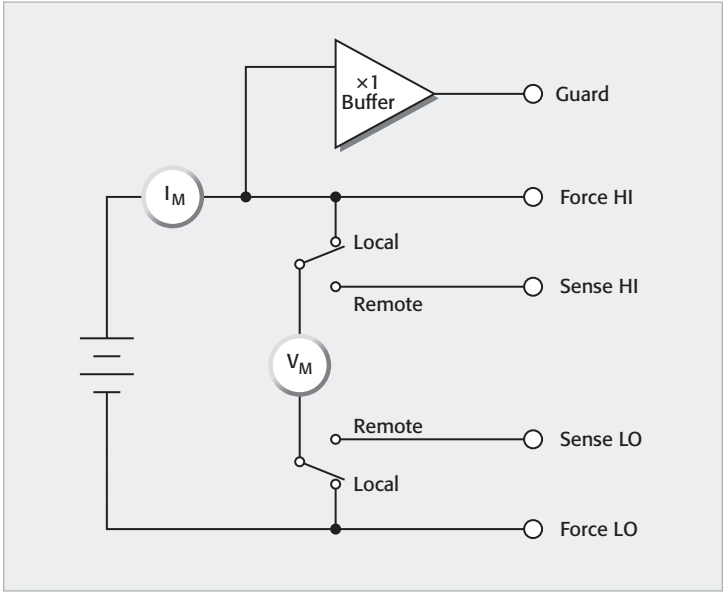 ×1
Buffer
Guard
I_M
Force HI
Local
Sense HI
Remote
V_M
Remote
Sense LO
Local
Force LO